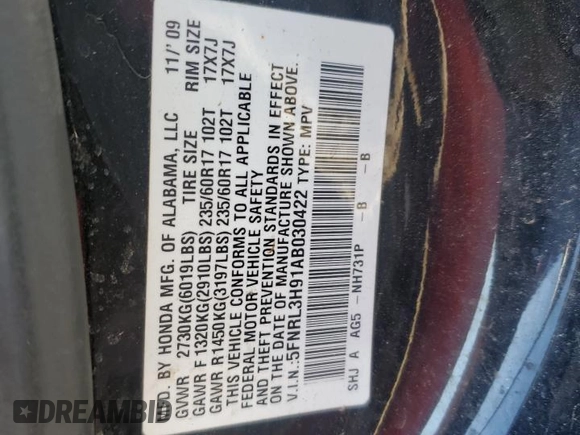 MFD. BY HONDA MFG. OF ALABAMA, LLC 11/'09
GVWR 2730KG(6019LBS) TIRE SIZE RIM SIZE
GAWR F 1320KG(2910LBS) 235/60R17 102T 17X7J
GAWR R1450KG(3197LBS) 235/60R17 102T 17X7J
THIS VEHICLE CONFORMS TO ALL APPLICABLE
FEDERAL MOTOR VEHICLE SAFETY
AND THEFT PREVENTION STANDARDS IN EFFECT
ON THE DATE OF MANUFACTURE SHOWN ABOVE.
V.I.N.:5FNRL3H91AB030422 TYPE: MPV
SHJ A AG5 - NH731P -B -B
DREAMBID